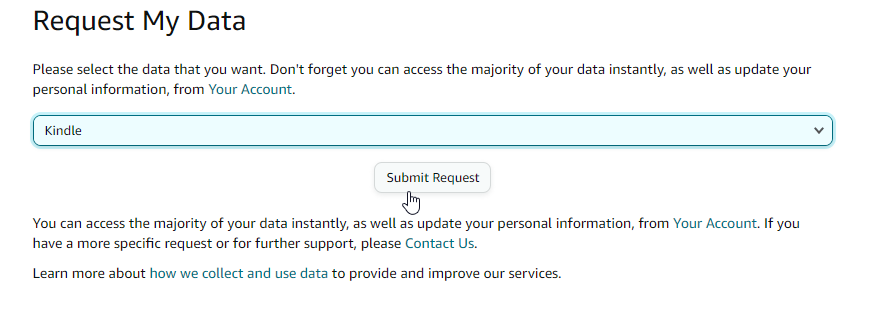 Request My Data
Please select the data that you want. Don't forget you can access the majority of your data instantly, as well as update your
personal information, from Your Account.
Kindle
Submit Request
You can access the majority of your data instantly, as well as update your personal information, from Your Account. If you
have a more specific request or for further support, please Contact Us.
Learn more about how we collect and use data to provide and improve our services.